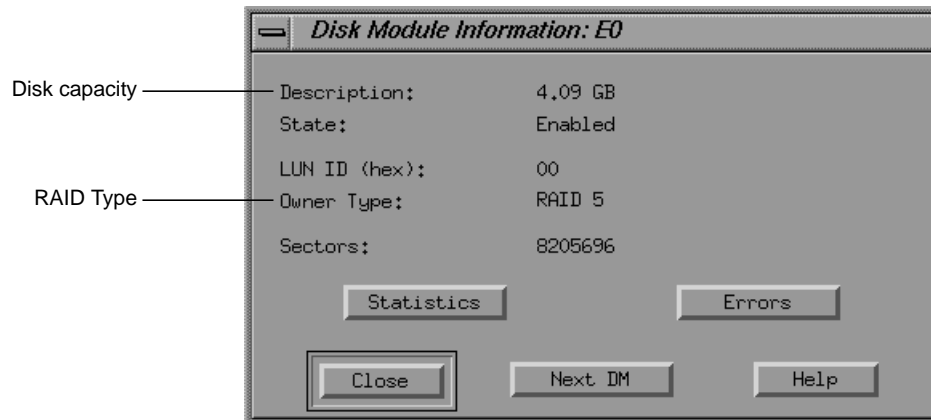 Disk Module Information: E0
Disk capacity
Description: 4.09 GB
State: Enabled
LUN ID (hex): 00
RAID Type
Owner Type: RAID 5
Sectors: 8205696
Statistics Errors
Close Next DM Help